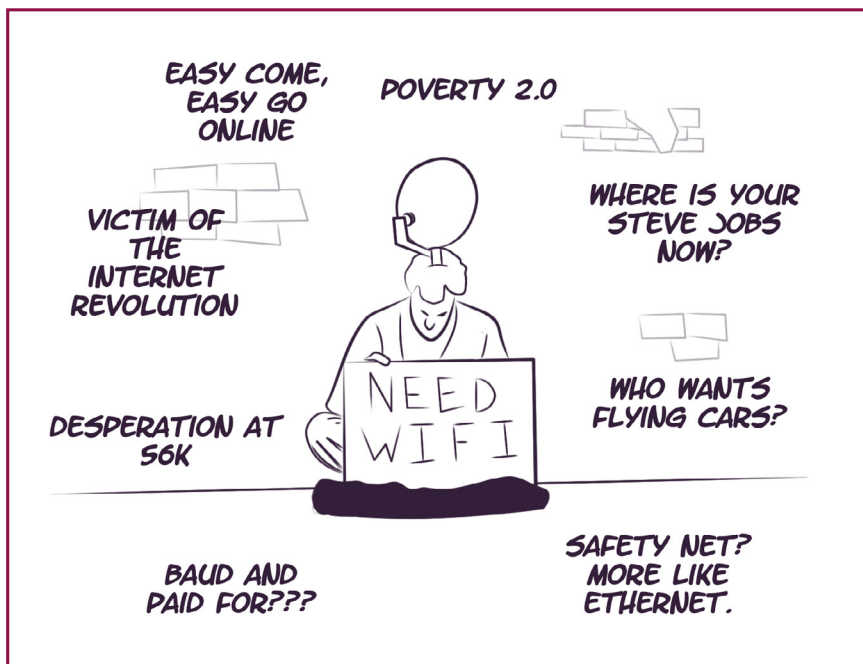 EASY COME,
EASY GO
ONLINE
POVERTY 2.0
WHERE IS YOUR
STEVE JOBS
NOW?
VICTIM OF
THE
INTERNET
REVOLUTION
NEED
WIFI
WHO WANTS
FLYING CARS?
DESPERATION AT
56K
BAUD AND
PAID FOR???
SAFETY NET?
MORE LIKE
ETHERNET.